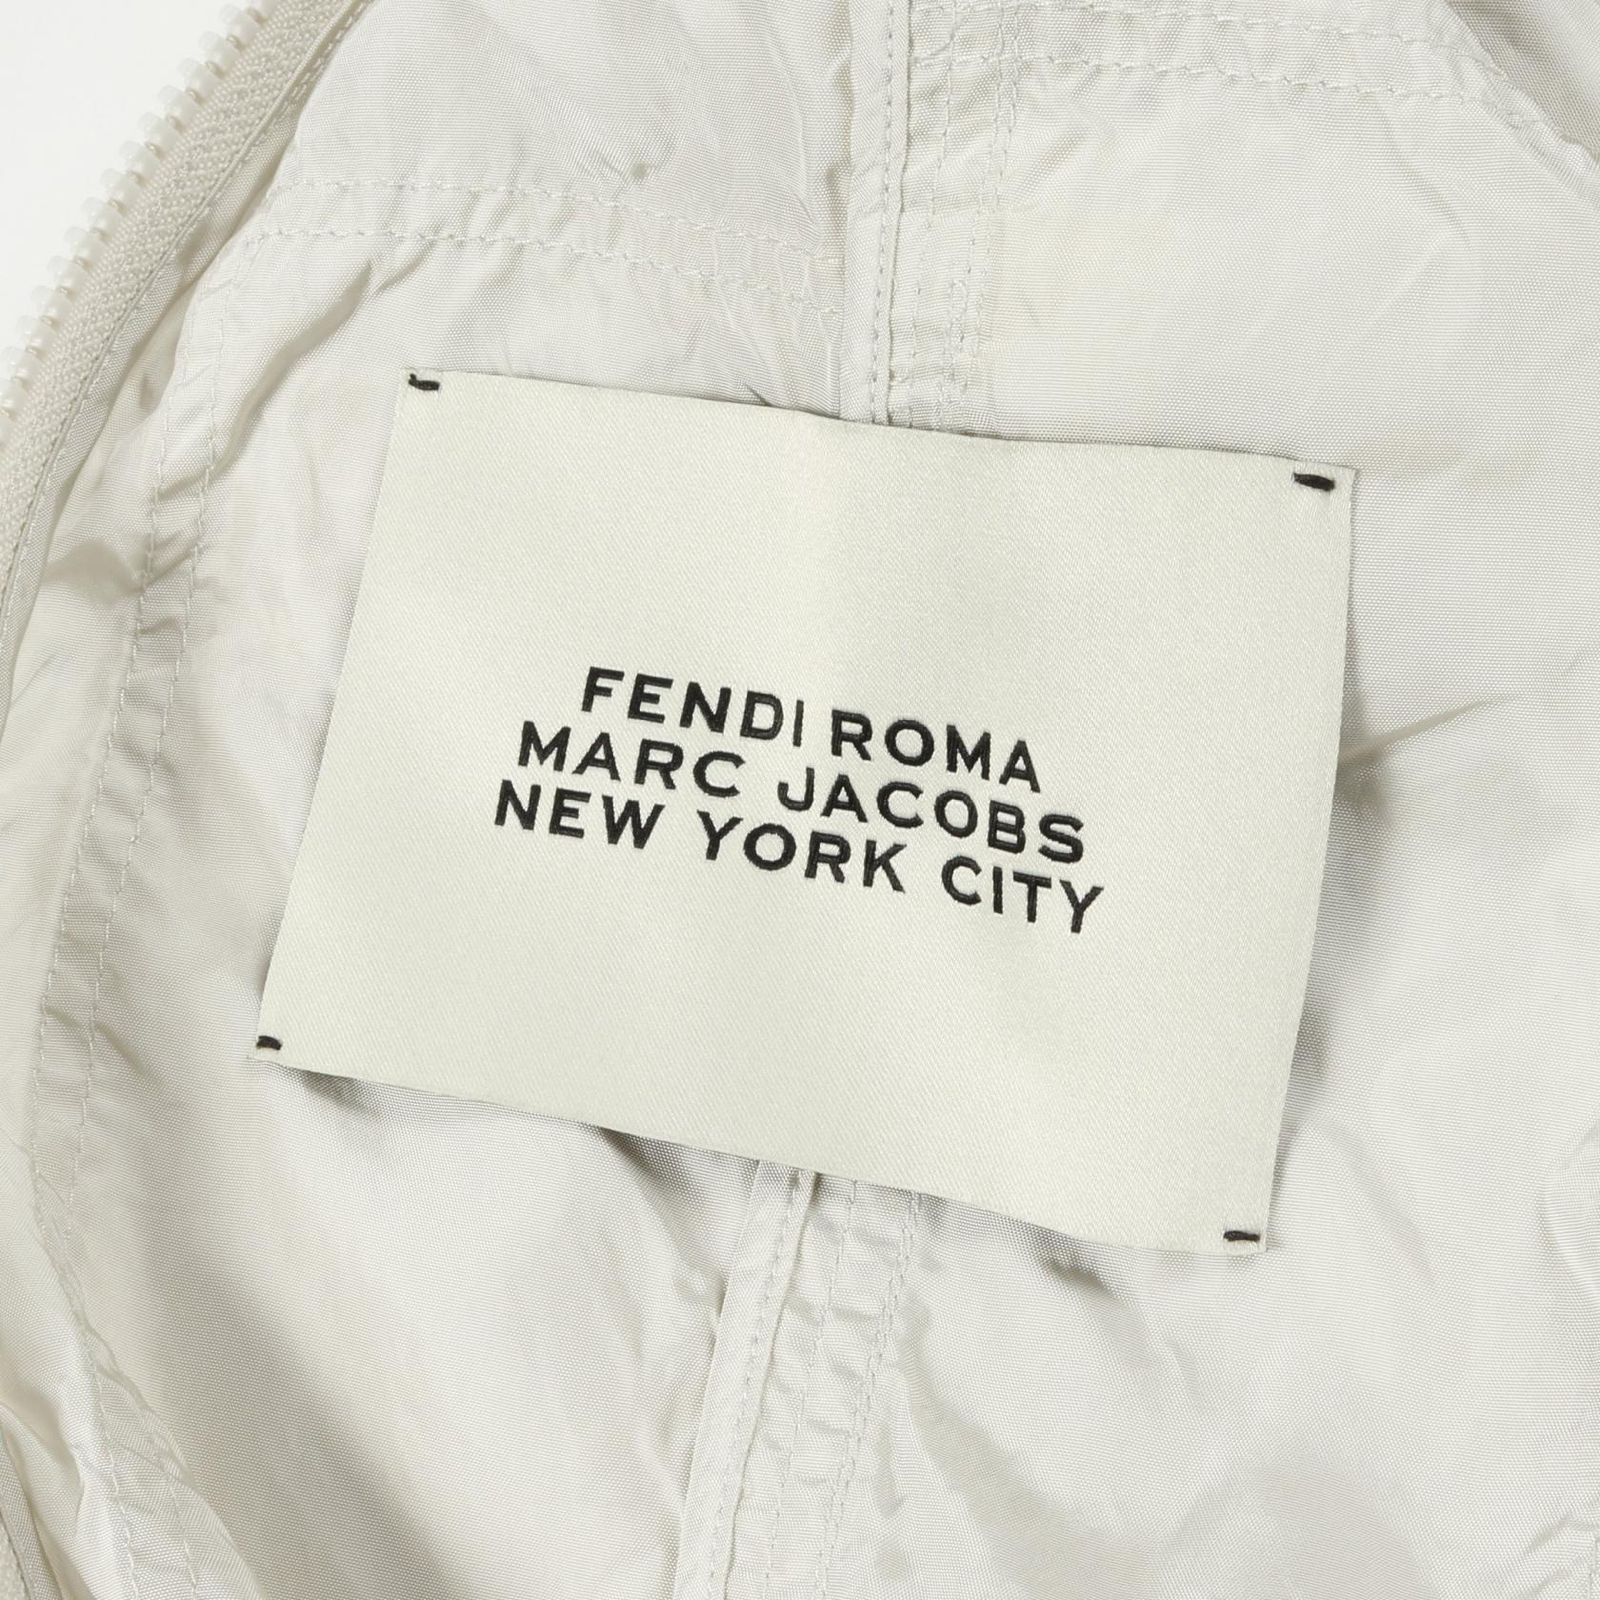 FENDI ROMA
MARC JACOBS
NEW YORK CITY